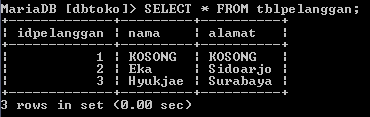 MariaDB [dbtoko]> SELECT * FROM tblpelanggan;
+-------------+---------+----------+
| idpelanggan | nama    | alamat   |
+-------------+---------+----------+
|           1 | KOSONG  | KOSONG   |
|           2 | Eka     | Sidoarjo |
|           3 | Hyukjae | Surabaya |
+-------------+---------+----------+
3 rows in set (0.00 sec)